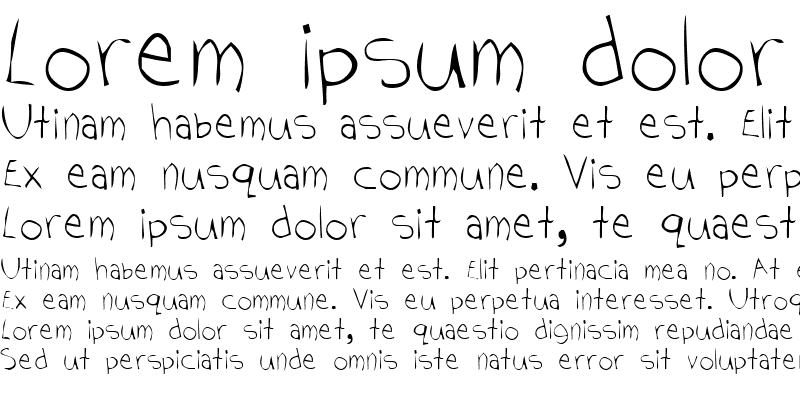 Lorem ipsum dolor
Utinam habemus assueverit et est. Elit
Ex eam nusquam commune. Vis eu perp
Lorem ipsum dolor sit amet, te quaest
Utinam habemus assueverit et est. Elit pertinacia mea no. At e
Ex eam nusquam commune. Vis eu perpetua interesset. Utroq
Lorem ipsum dolor sit amet, te quaestio dignissim repudiandae
Sed ut perspiciatis unde omnis iste natus error sit voluptatem